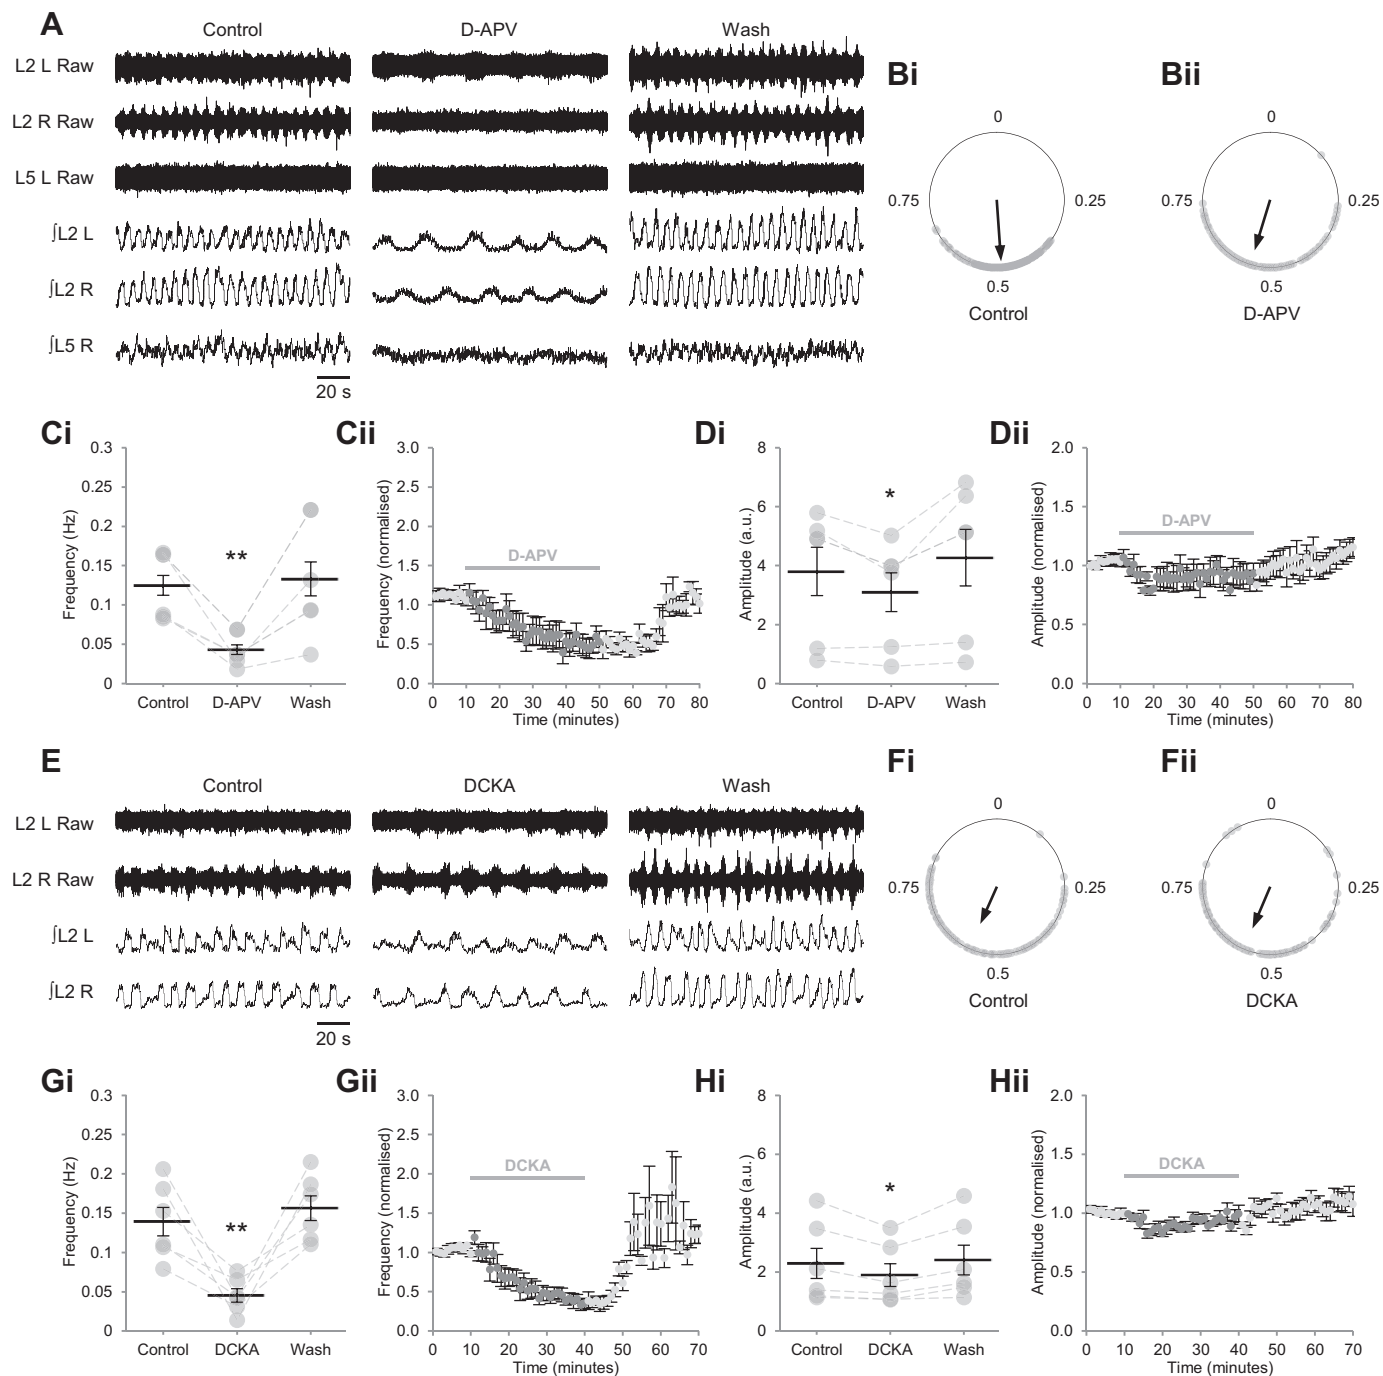 A
Control
D-APV
Wash
L2 L Raw
L2 R Raw
L5 L Raw
∫L2 L
∫L2 R
∫L5 R
20 s
Bi
0
0.75
0.25
0.5
Control
Bii
0
0.75
0.25
0.5
D-APV
Ci
Frequency (Hz)
0.3
0.25
0.2
0.15
0.1
0.05
0
**
Control
D-APV
Wash
Cii
Frequency (normalised)
3.0
2.5
2.0
1.5
1.0
0.5
0.0
D-APV
0 10 20 30 40 50 60 70 80
Time (minutes)
Di
Amplitude (a.u.)
8
6
4
2
0
*
Control
D-APV
Wash
Dii
Amplitude (normalised)
2.0
1.5
1.0
0.5
0.0
D-APV
0 10 20 30 40 50 60 70 80
Time (minutes)
E
Control
DCKA
Wash
L2 L Raw
L2 R Raw
∫L2 L
∫L2 R
20 s
Fi
0
0.75
0.25
0.5
Control
Fii
0
0.75
0.25
0.5
DCKA
Gi
Frequency (Hz)
0.3
0.25
0.2
0.15
0.1
0.05
0
**
Control
DCKA
Wash
Gii
Frequency (normalised)
3.0
2.5
2.0
1.5
1.0
0.5
0.0
DCKA
0 10 20 30 40 50 60 70
Time (minutes)
Hi
Amplitude (a.u.)
8
6
4
2
0
*
Control
DCKA
Wash
Hii
Amplitude (normalised)
2.0
1.5
1.0
0.5
0.0
DCKA
0 10 20 30 40 50 60 70
Time (minutes)